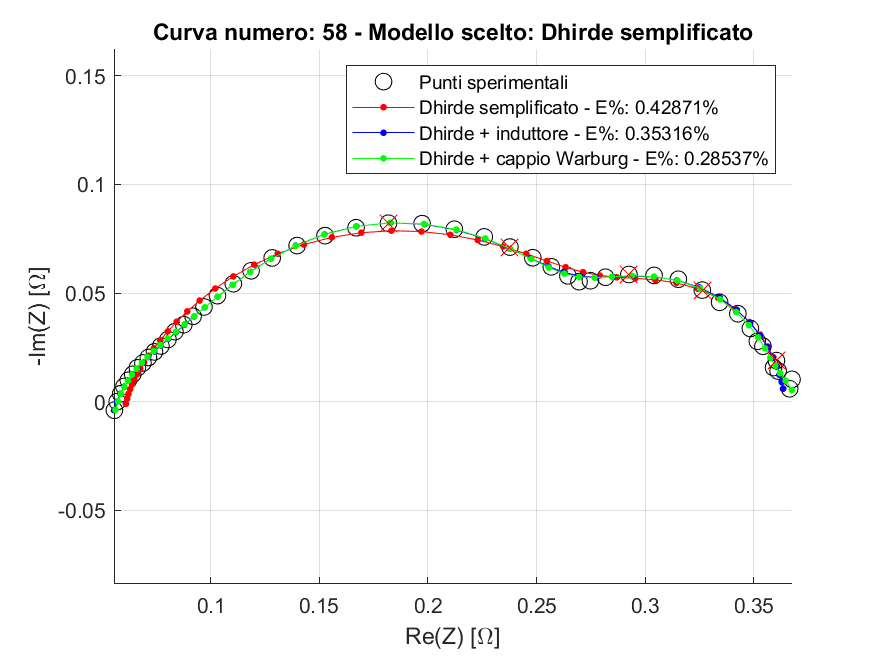 Curva numero: 58 - Modello scelto: Dhirde semplificato
0.15
Punti sperimentali
Dhirde semplificato - E%: 0.42871%
Dhirde + induttore - E%: 0.35316%
Dhirde + cappio Warburg - E%: 0.28537%
0.1
0.05
0
-0.05
-Im(Z) [Ω]
0.1 0.15 0.2 0.25 0.3 0.35
Re(Z) [Ω]